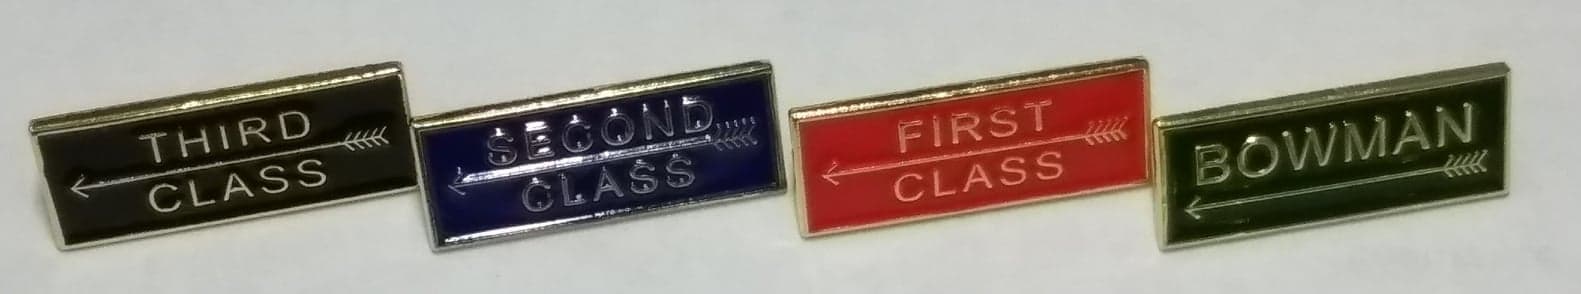 THIRD
CLASS
SECOND
CLASS
FIRST
CLASS
BOWMAN